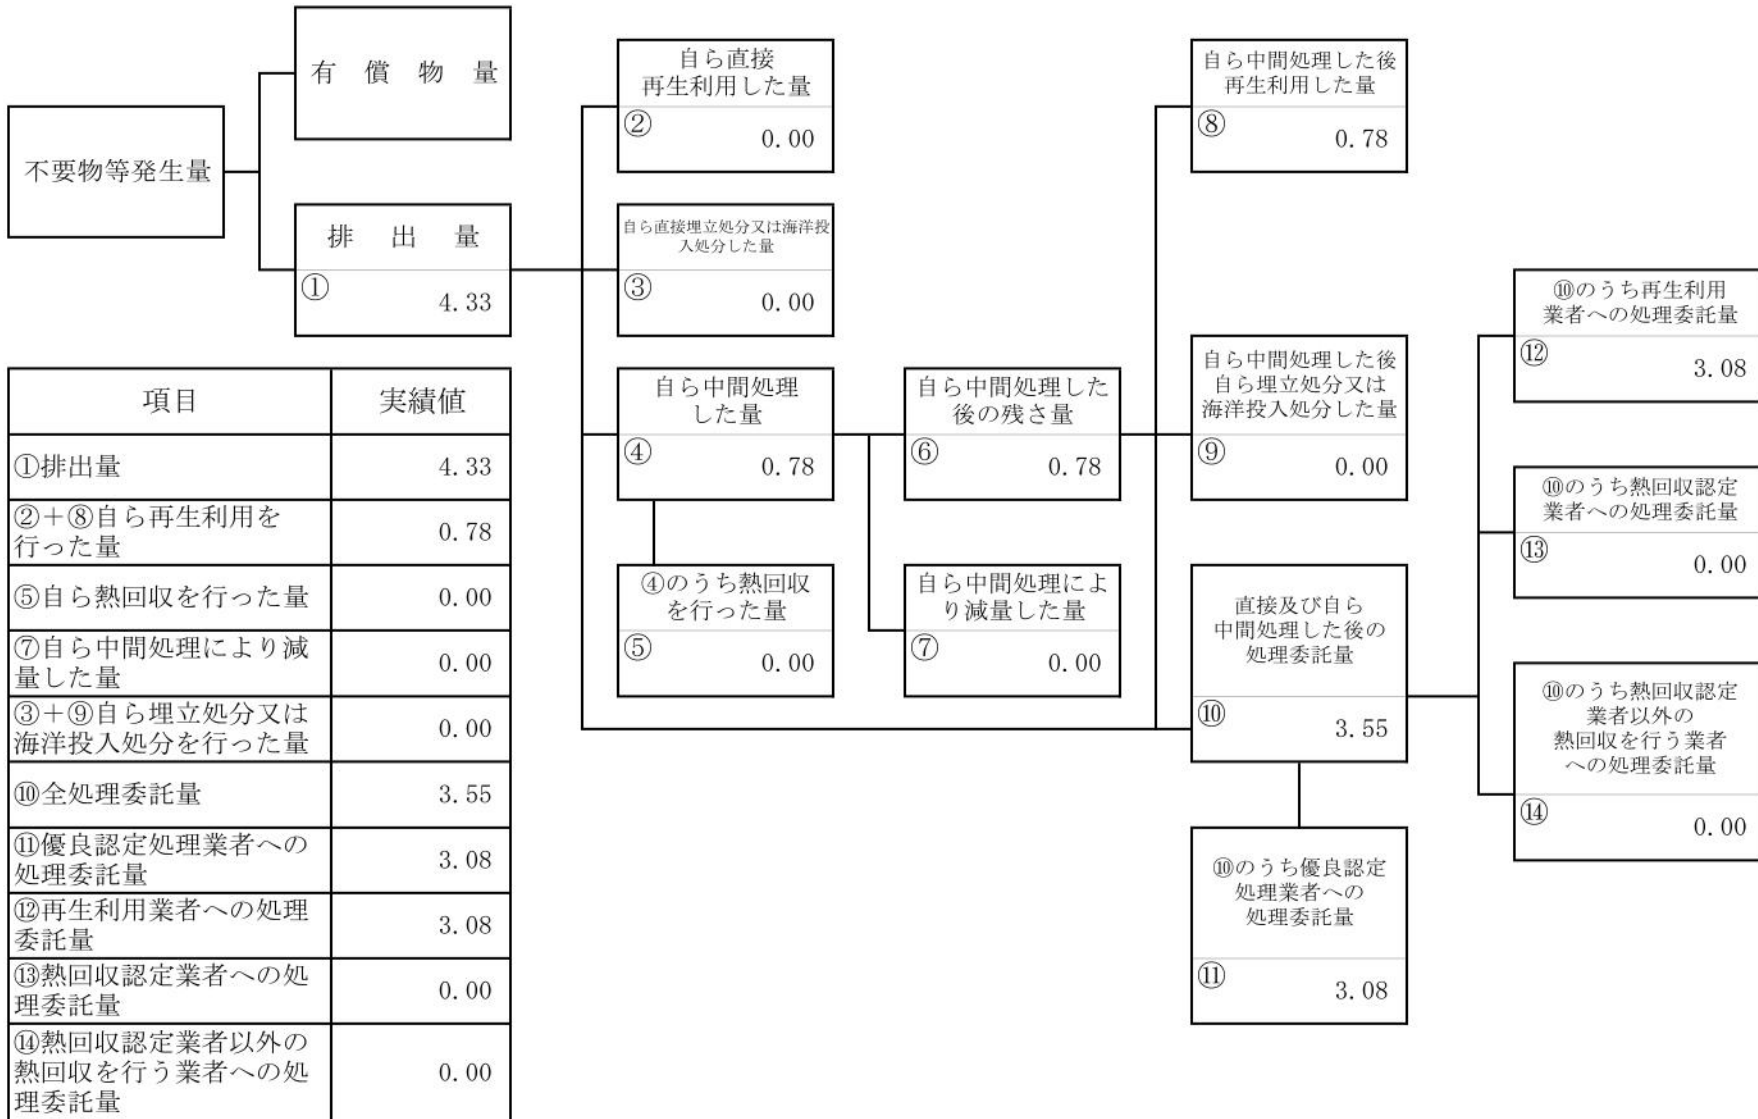 不要物等発生量
有 償 物 量
排 出 量
①
4.33
自ら直接
再生利用した量
②
0.00
自ら直接埋立処分又は海洋投
入処分した量
③
0.00
自ら中間処理
した量
④
0.78
④のうち熱回収
を行った量
⑤
0.00
自ら中間処理した
後の残さ量
⑥
0.78
自ら中間処理によ
り減量した量
⑦
0.00
自ら中間処理した後
再生利用した量
⑧
0.78
自ら中間処理した後
自ら埋立処分又は
海洋投入処分した量
⑨
0.00
直接及び自ら
中間処理した後の
処理委託量
⑩
3.55
⑩のうち優良認定
処理業者への
処理委託量
⑪
3.08
⑩のうち再生利用
業者への処理委託量
⑫
3.08
⑩のうち熱回収認定
業者への処理委託量
⑬
0.00
⑩のうち熱回収認定
業者以外の
熱回収を行う業者
への処理委託量
⑭
0.00
項目 実績値
①排出量 4.33
②＋⑧自ら再生利用を
行った量 0.78
⑤自ら熱回収を行った量 0.00
⑦自ら中間処理により減
量した量 0.00
③＋⑨自ら埋立処分又は
海洋投入処分を行った量 0.00
⑩全処理委託量 3.55
⑪優良認定処理業者への
処理委託量 3.08
⑫再生利用業者への処理
委託量 3.08
⑬熱回収認定業者への処
理委託量 0.00
⑭熱回収認定業者以外の
熱回収を行う業者への処
理委託量 0.00